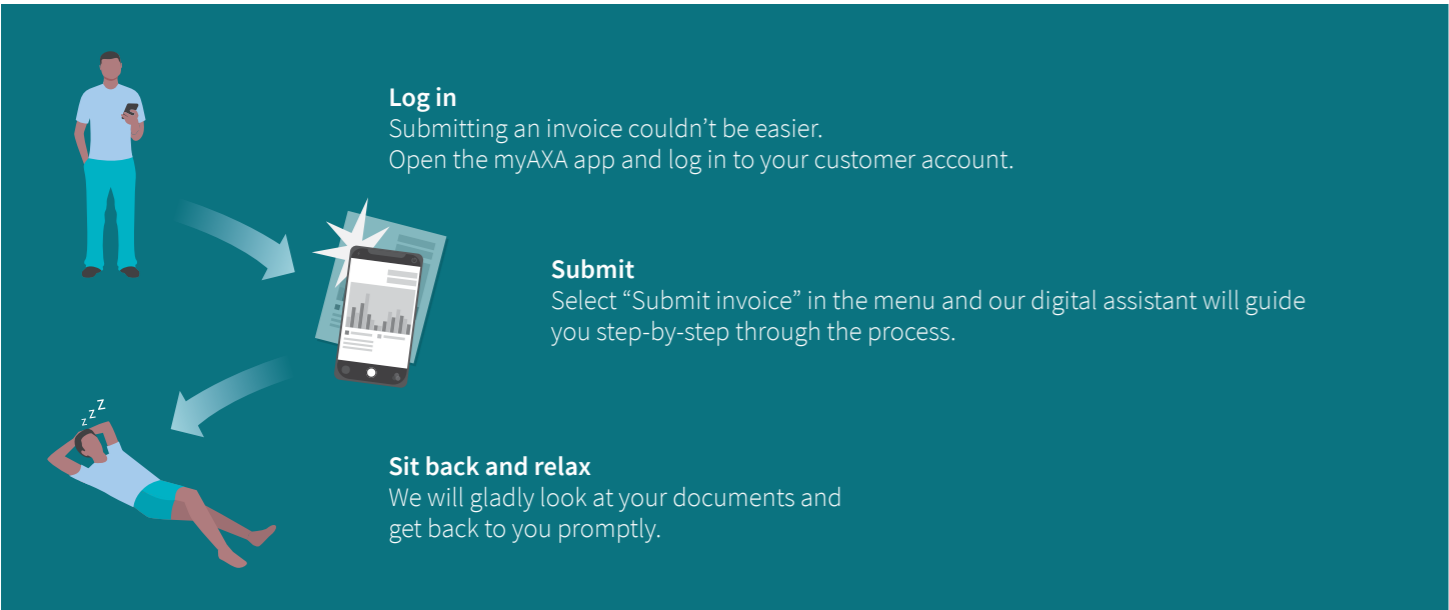 Log in
Submitting an invoice couldn’t be easier.
Open the myAXA app and log in to your customer account.
Submit
Select “Submit invoice” in the menu and our digital assistant will guide
you step-by-step through the process.
z z z
Sit back and relax
We will gladly look at your documents and
get back to you promptly.